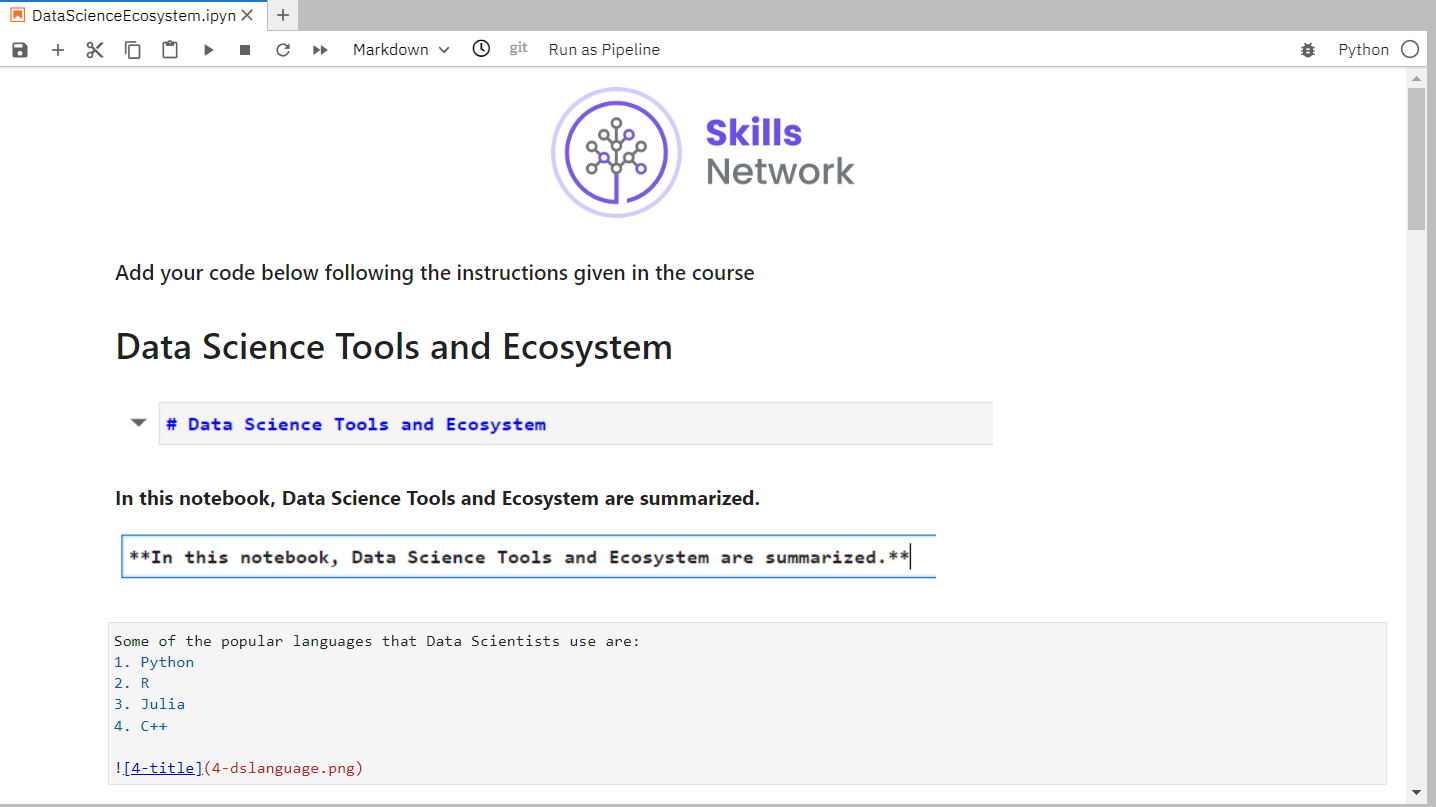 DataScienceEcosystem.ipyn
Markdown git Run as Pipeline Python
Skills
Network
Add your code below following the instructions given in the course
Data Science Tools and Ecosystem
# Data Science Tools and Ecosystem
In this notebook, Data Science Tools and Ecosystem are summarized.
**In this notebook, Data Science Tools and Ecosystem are summarized.**
Some of the popular languages that Data Scientists use are:
1. Python
2. R
3. Julia
4. C++
![4-title](4-dslanguage.png)